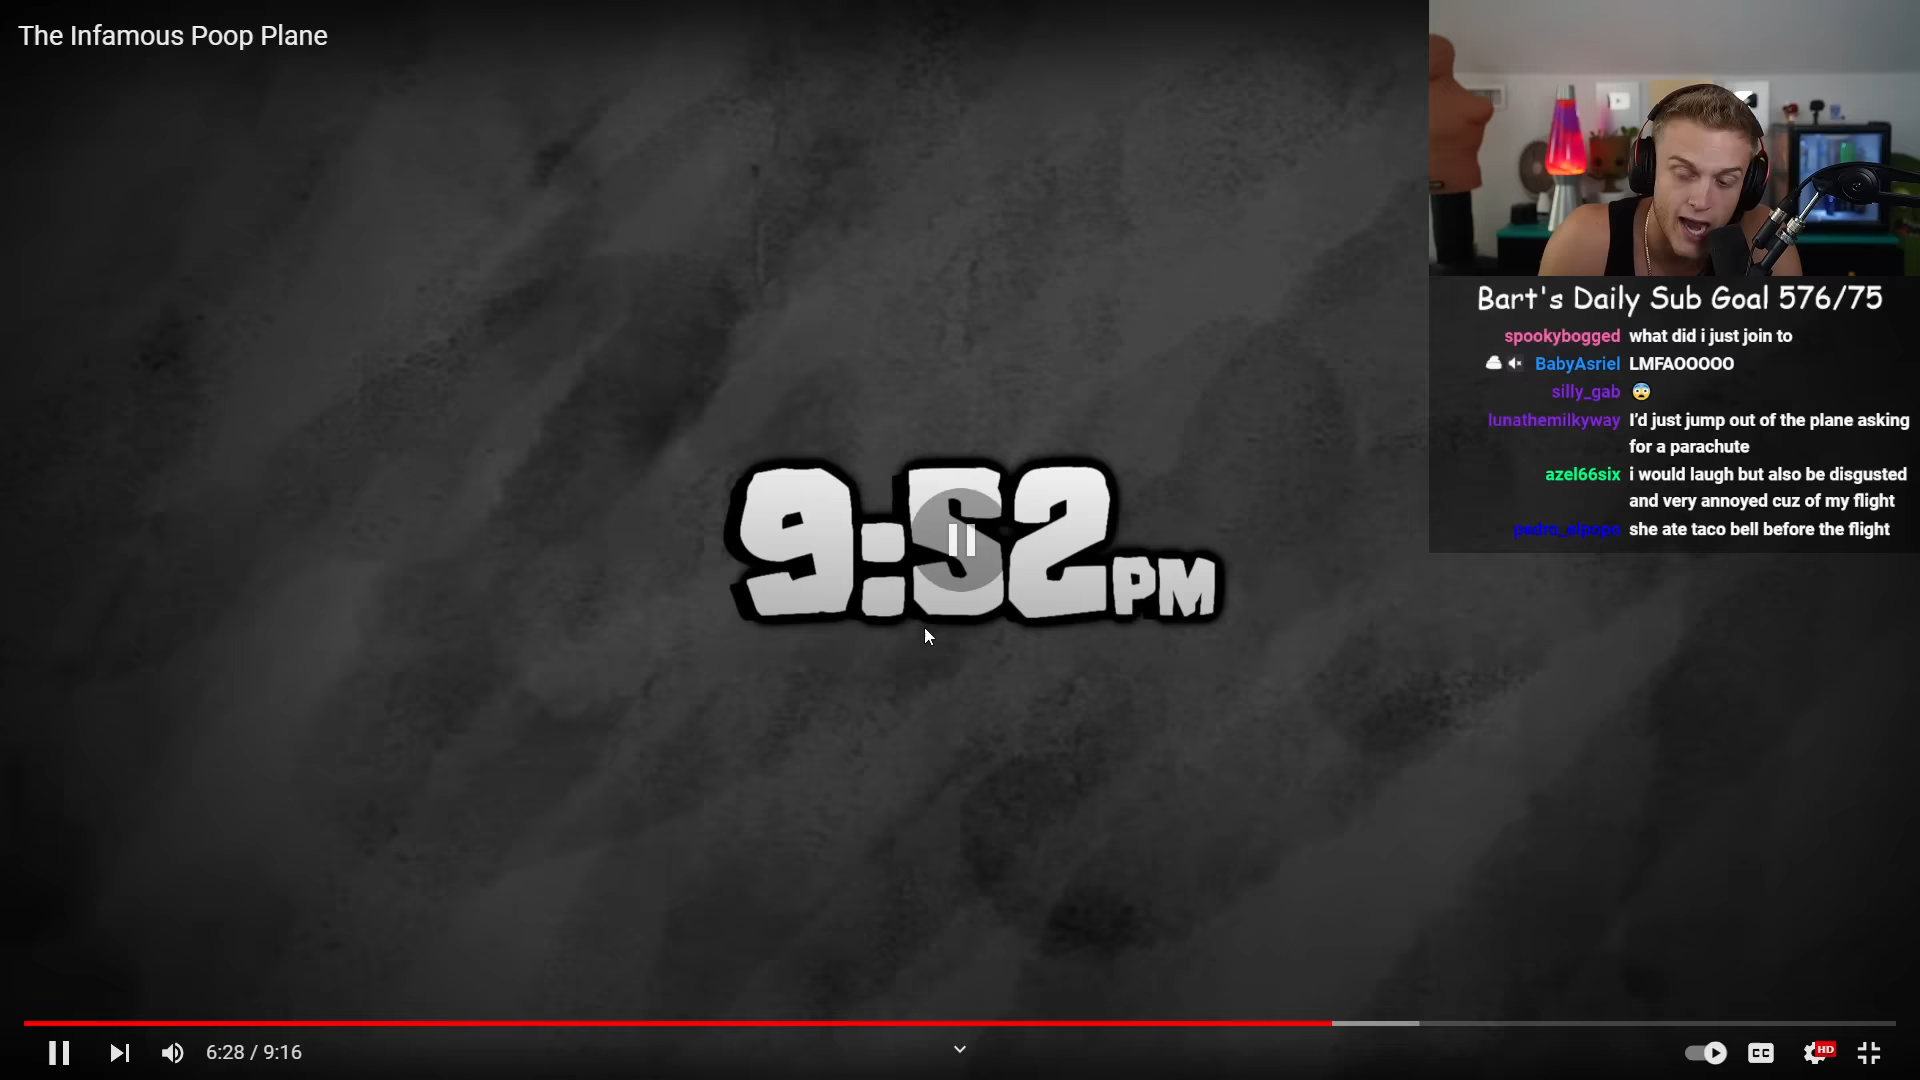 The Infamous Poop Plane
9:52PM
Bart's Daily Sub Goal 576/75
spookybogged what did i just join to
BabyAsriel LMFAOOOOO
silly_gab 😨
lunathemilkyway I'd just jump out of the plane asking
for a parachute
azel66six i would laugh but also be disgusted
and very annoyed cuz of my flight
pedro_elpopo she ate taco bell before the flight
6:28 / 9:16
CC
HD